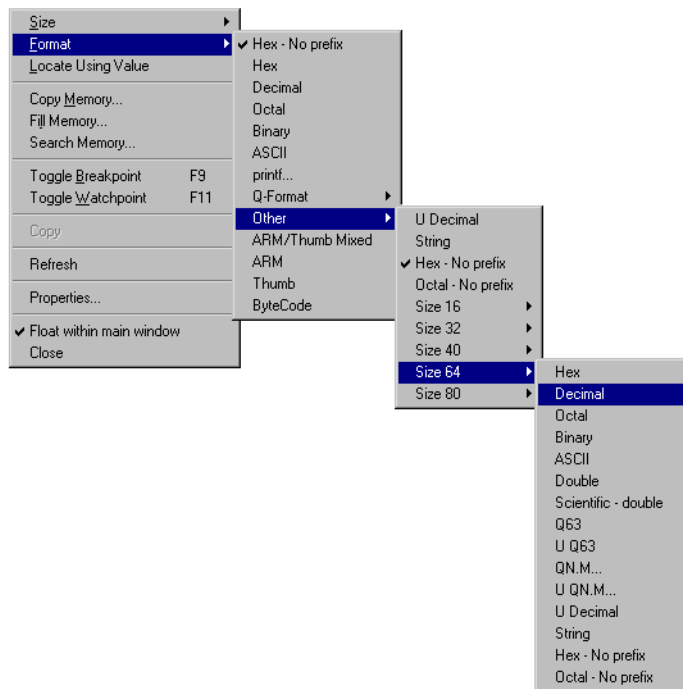 Size
Format
Locate Using Value
Copy Memory...
Fill Memory...
Search Memory...
Toggle Breakpoint F9
Toggle Watchpoint F11
Copy
Refresh
Properties...
Float within main window
Close
Hex - No prefix
Hex
Decimal
Octal
Binary
ASCII
printf...
Q-Format
Other
ARM/Thumb Mixed
ARM
Thumb
ByteCode
U Decimal
String
Hex - No prefix
Octal - No prefix
Size 16
Size 32
Size 40
Size 64
Size 80
Hex
Decimal
Octal
Binary
ASCII
Double
Scientific - double
Q63
U Q63
QN.M...
U QN.M...
U Decimal
String
Hex - No prefix
Octal - No prefix